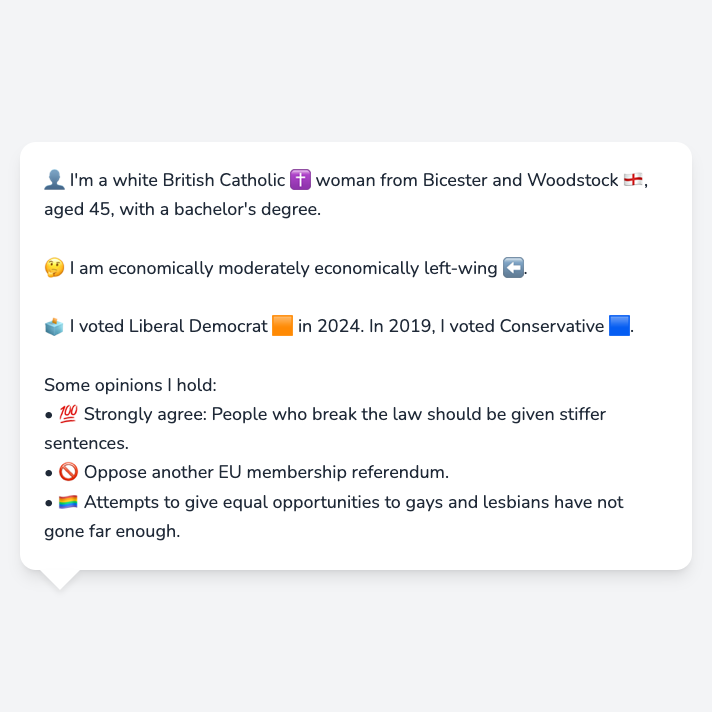 👤 I'm a white British Catholic ✝️ woman from Bicester and Woodstock 🏴󠁧󠁢󠁥󠁮󠁧󠁿,
aged 45, with a bachelor's degree.
🤔 I am economically moderately economically left-wing ⬅️.
🗳️ I voted Liberal Democrat 🟧 in 2024. In 2019, I voted Conservative 🟦.
Some opinions I hold:
• 💯 Strongly agree: People who break the law should be given stiffer
sentences.
• 🚫 Oppose another EU membership referendum.
• 🏳️‍🌈 Attempts to give equal opportunities to gays and lesbians have not
gone far enough.